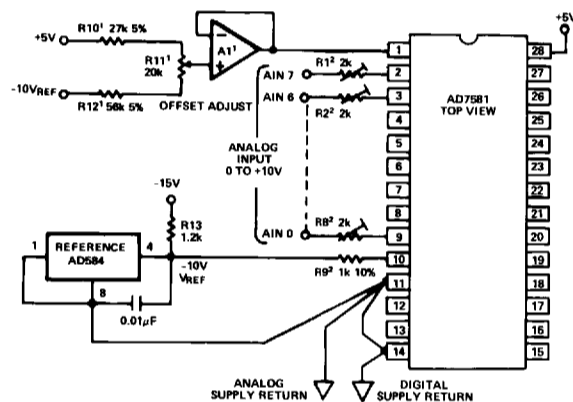 R10¹ 27k 5%
+5V
R11¹
20k
-10VREF
R12¹ 56k 5%
A1¹
OFFSET ADJUST
AIN 7
R1² 2k
AIN 6
R2² 2k
ANALOG
INPUT
0 TO +10V
AIN 0
R8² 2k
R9² 1k 10%
-15V
R13
1.2k
REFERENCE
AD584
1
4
8
-10V
VREF
0.01µF
ANALOG
SUPPLY RETURN
DIGITAL
SUPPLY RETURN
AD7581
TOP VIEW
+5V
1
2
3
4
5
6
7
8
9
10
11
12
13
14
28
27
26
25
24
23
22
21
20
19
18
17
16
15